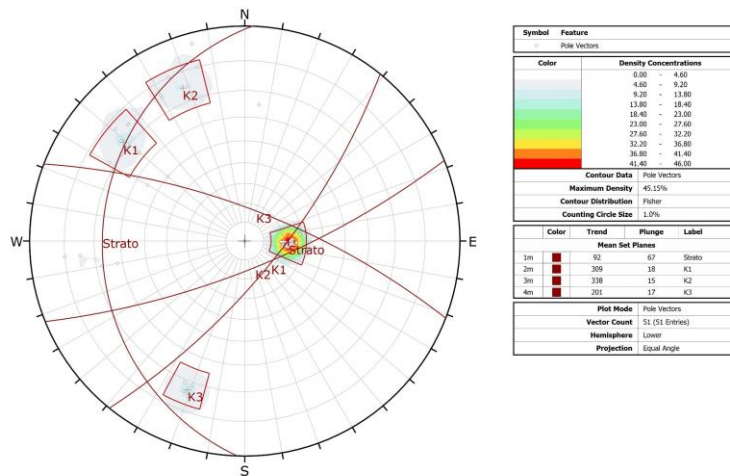 N
K2
K1
K3
W
Strato
Strato
E
K2
K1
K3
S
Symbol Feature
Pole Vectors
Color Density Concentrations
0.00 - 4.60
4.60 - 9.20
9.20 - 13.80
13.80 - 18.40
18.40 - 23.00
23.00 - 27.60
27.60 - 32.20
32.20 - 36.80
36.80 - 41.40
41.40 - 46.00
Contour Data Pole Vectors
Maximum Density 45.15%
Contour Distribution Fisher
Counting Circle Size 1.0%
Color Trend Plunge Label
Mean Set Planes
1m 92 67 Strato
2m 309 18 K1
3m 338 15 K2
4m 201 17 K3
Plot Mode Pole Vectors
Vector Count 51 (51 Entries)
Hemisphere Lower
Projection Equal Angle